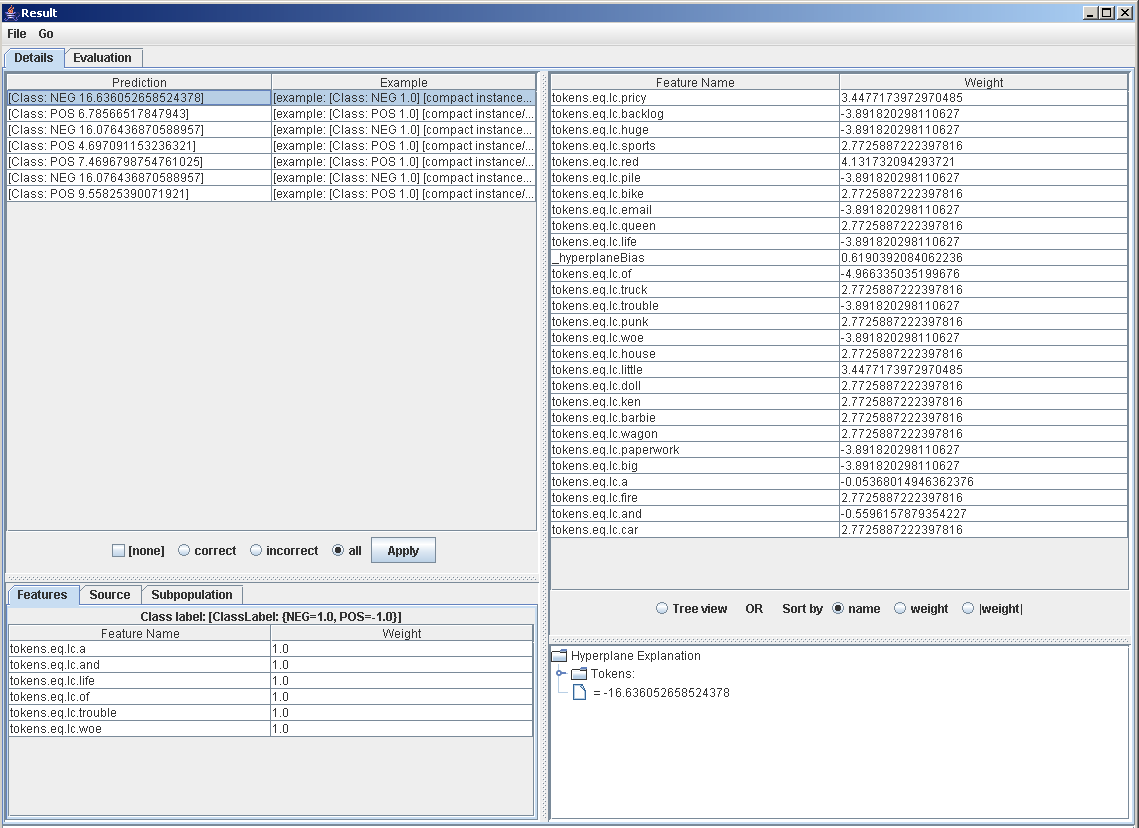 Result
File Go
Details Evaluation
Prediction Example
[Class: NEG 16.636052658524378] [example: [Class: NEG 1.0] [compact instance...
[Class: POS 6.78566517847943] [example: [Class: POS 1.0] [compact instance/...
[Class: NEG 16.076436870588957] [example: [Class: NEG 1.0] [compact instance...
[Class: POS 4.697091153236321] [example: [Class: POS 1.0] [compact instance/...
[Class: POS 7.4696798754761025] [example: [Class: POS 1.0] [compact instance/...
[Class: NEG 16.076436870588957] [example: [Class: NEG 1.0] [compact instance...
[Class: POS 9.55825390071921] [example: [Class: POS 1.0] [compact instance/...
[none] correct incorrect all Apply
Features Source Subpopulation
Class label: [ClassLabel: {NEG=1.0, POS=-1.0}]
Feature Name Weight
tokens.eq.lc.a 1.0
tokens.eq.lc.and 1.0
tokens.eq.lc.life 1.0
tokens.eq.lc.of 1.0
tokens.eq.lc.trouble 1.0
tokens.eq.lc.woe 1.0
Feature Name Weight
tokens.eq.lc.pricy 3.4477173972970485
tokens.eq.lc.backlog -3.891820298110627
tokens.eq.lc.huge -3.891820298110627
tokens.eq.lc.sports 2.7725887222397816
tokens.eq.lc.red 4.131732094293721
tokens.eq.lc.pile -3.891820298110627
tokens.eq.lc.bike 2.7725887222397816
tokens.eq.lc.email -3.891820298110627
tokens.eq.lc.queen 2.7725887222397816
tokens.eq.lc.life -3.891820298110627
_hyperplaneBias 0.6190392084062236
tokens.eq.lc.of -4.966335035199676
tokens.eq.lc.truck 2.7725887222397816
tokens.eq.lc.trouble -3.891820298110627
tokens.eq.lc.punk 2.7725887222397816
tokens.eq.lc.woe -3.891820298110627
tokens.eq.lc.house 2.7725887222397816
tokens.eq.lc.little 3.4477173972970485
tokens.eq.lc.doll 2.7725887222397816
tokens.eq.lc.ken 2.7725887222397816
tokens.eq.lc.barbie 2.7725887222397816
tokens.eq.lc.wagon 2.7725887222397816
tokens.eq.lc.paperwork -3.891820298110627
tokens.eq.lc.big -3.891820298110627
tokens.eq.lc.a -0.05368014946362376
tokens.eq.lc.fire 2.7725887222397816
tokens.eq.lc.and -0.5596157879354227
tokens.eq.lc.car 2.7725887222397816
Tree view OR Sort by name weight |weight|
Hyperplane Explanation
Tokens:
= -16.636052658524378